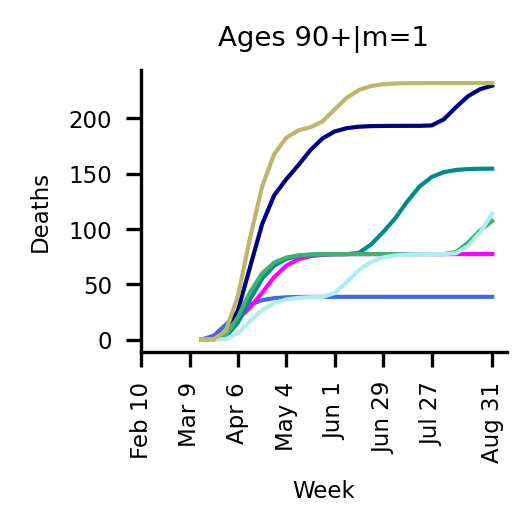 Ages 90+|m=1
Deaths
200
150
100
50
0
Feb 10
Mar 9
Apr 6
May 4
Jun 1
Jun 29
Jul 27
Aug 31
Week